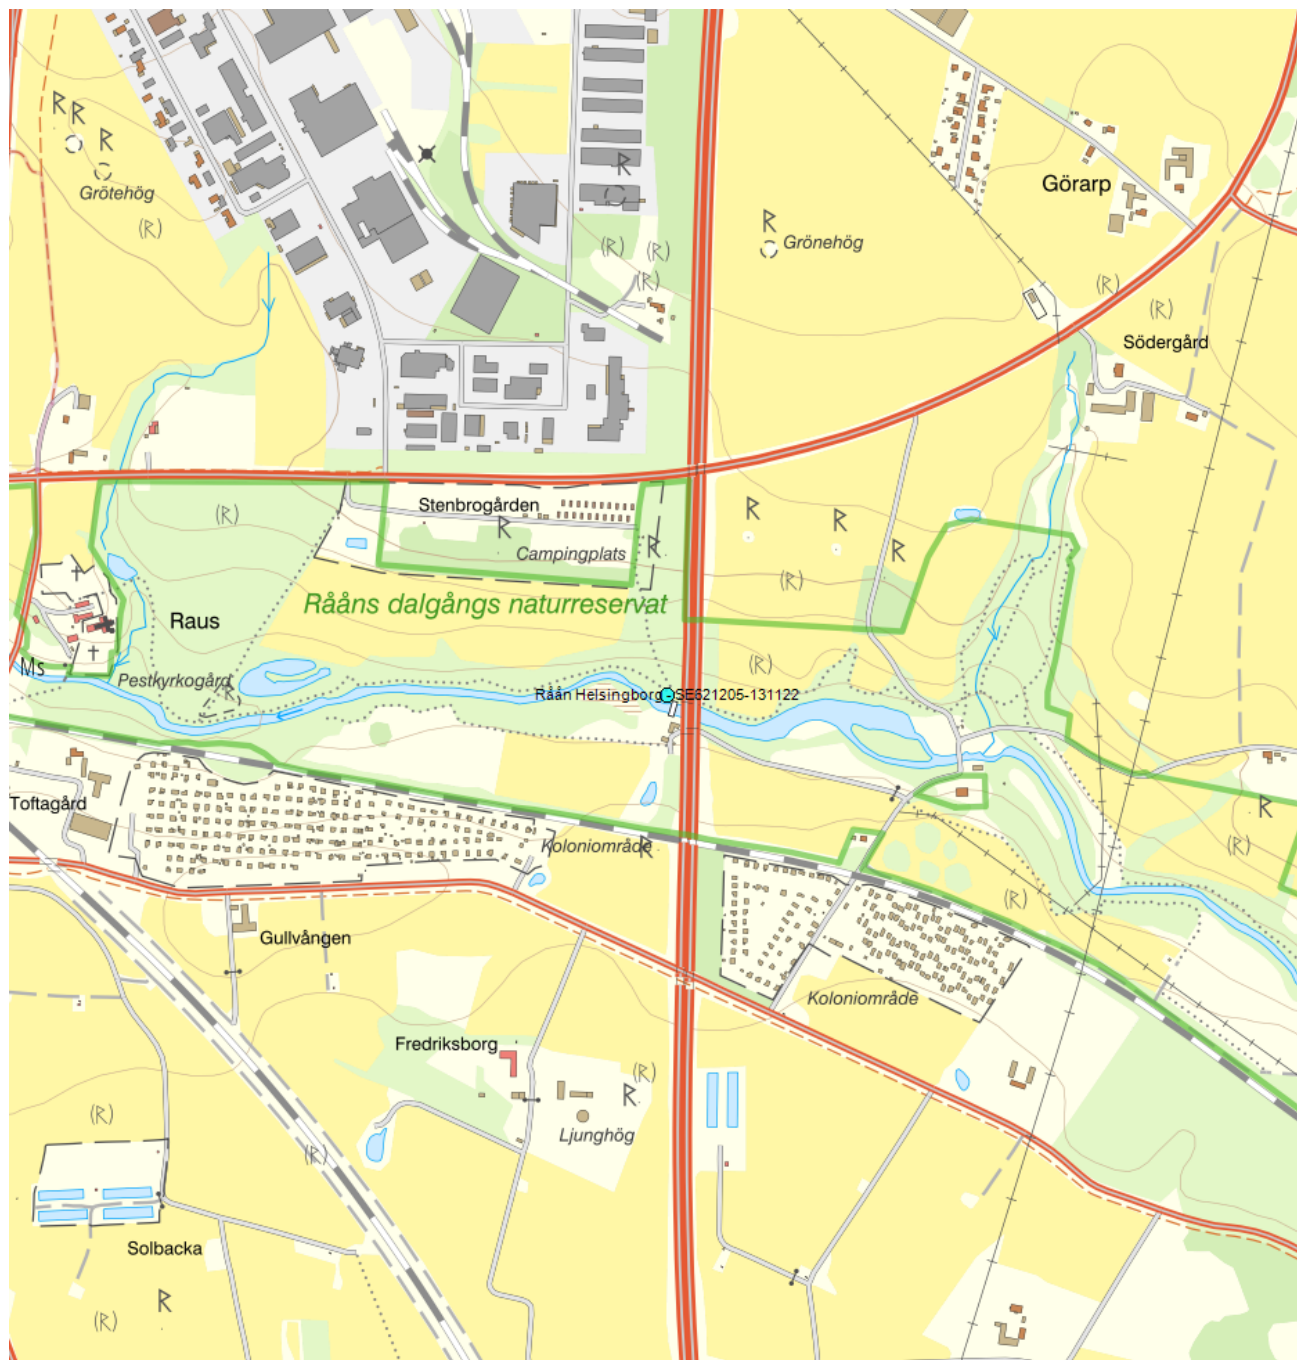 Grötehög
(R)
Görarp
Grönehög
(R)
(R)
(R)
(R)
(R)
Södergård
Stenbrogården
(R)
Campingplats
(R)
Rååns dalgångs naturreservat
Raus
Ms
Pestkyrkogård
(R)
Råån Helsingborg - SE621205-131122
Toftagård
Koloniområde
(R)
(R)
Gullvången
Koloniområde
Fredriksborg
(R)
Ljunghög
(R)
(R)
Solbacka
(R)